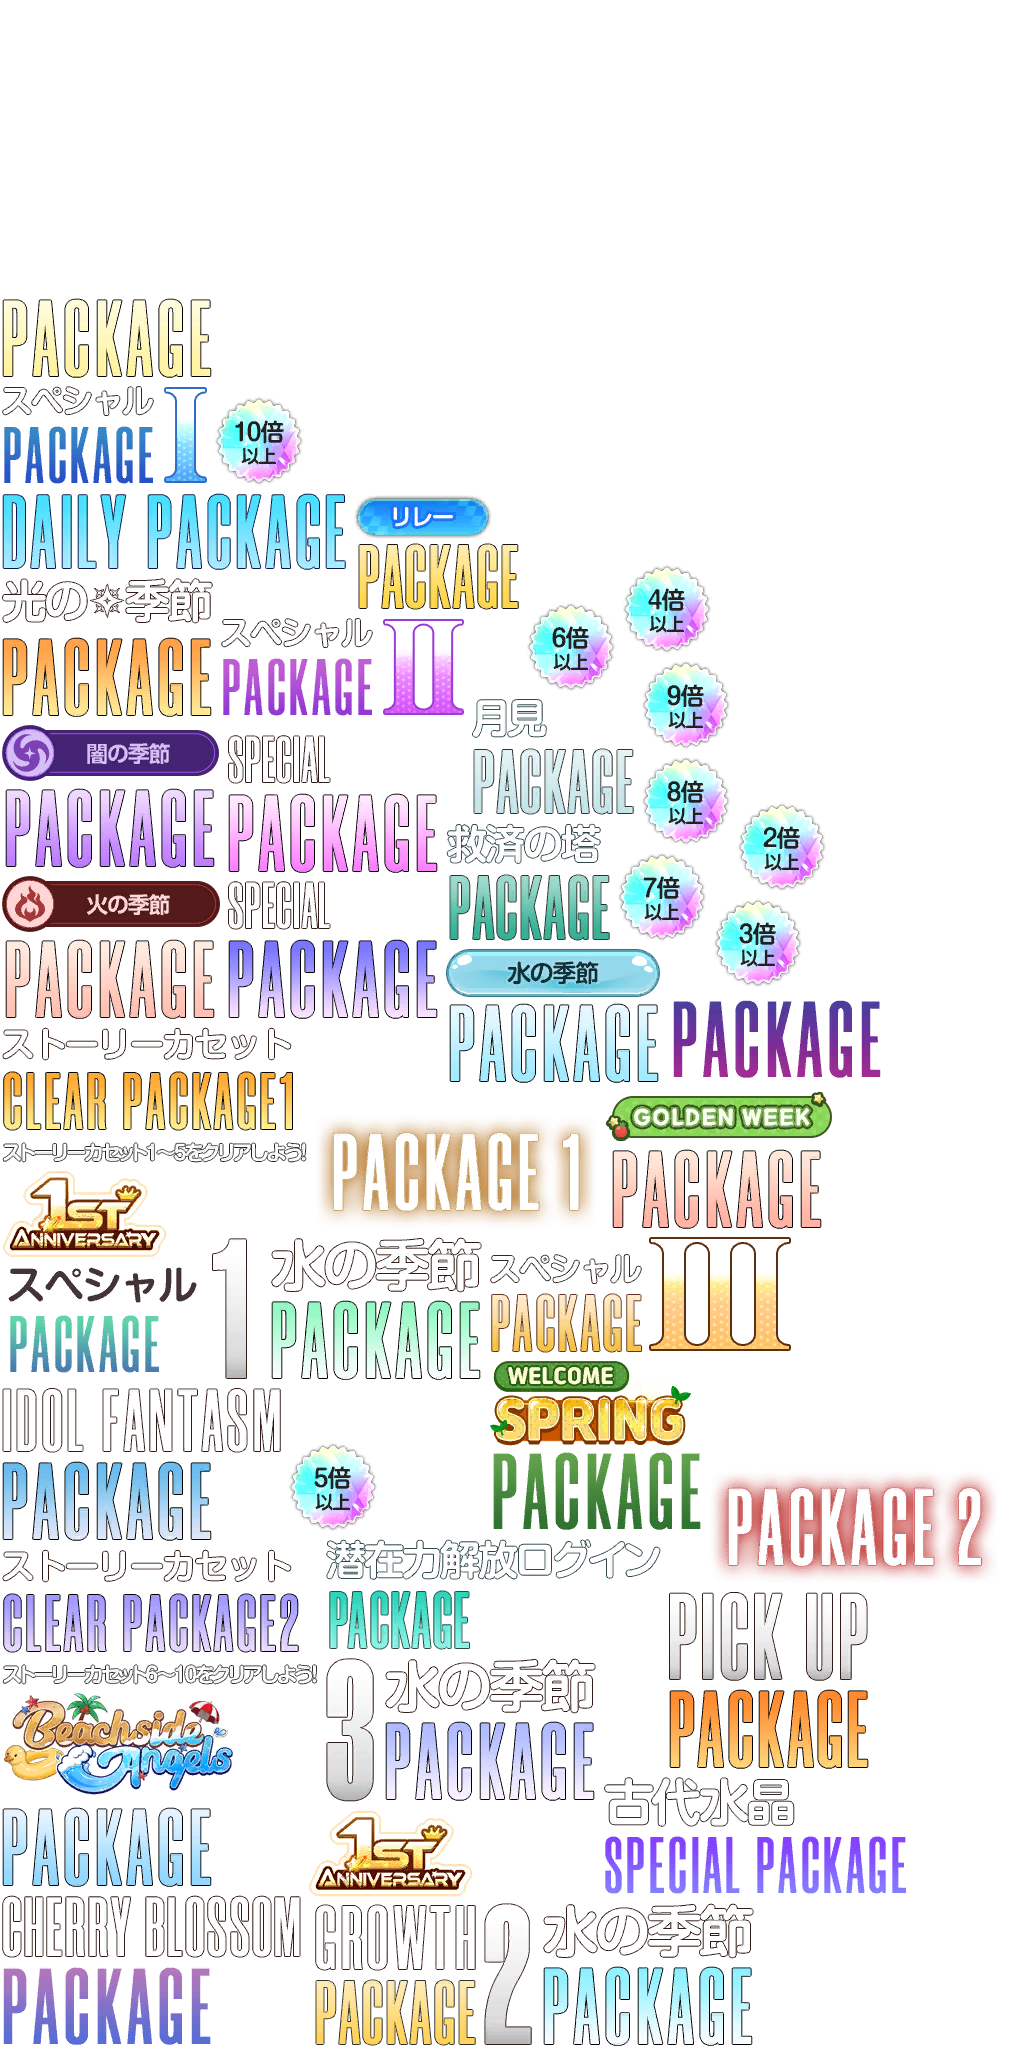 PACKAGE
スペシャル
PACKAGE I
10倍
以上
DAILY PACKAGE
リレー
PACKAGE
光の季節
PACKAGE
スペシャル
PACKAGE II
6倍
以上
4倍
以上
9倍
以上
月見
PACKAGE
8倍
以上
2倍
以上
闇の季節
PACKAGE
SPECIAL
PACKAGE
救済の塔
PACKAGE
7倍
以上
3倍
以上
火の季節
PACKAGE
SPECIAL
PACKAGE
水の季節
PACKAGE
PACKAGE
ストーリーカセット
CLEAR PACKAGE1
ストーリーカセット1～5をクリアしよう!
PACKAGE 1
GOLDEN WEEK
PACKAGE
1ST
ANNIVERSARY
スペシャル
PACKAGE
1
水の季節
PACKAGE
スペシャル
PACKAGE III
WELCOME
SPRING
PACKAGE
IDOL FANTASM
PACKAGE
5倍
以上
PACKAGE 2
ストーリーカセット
CLEAR PACKAGE2
ストーリーカセット6～10をクリアしよう!
潜在力解放ログイン
PACKAGE
PICK UP
PACKAGE
3
水の季節
PACKAGE
Beachside
Angels
PACKAGE
古代水晶
SPECIAL PACKAGE
1ST
ANNIVERSARY
GROWTH
PACKAGE
2
水の季節
PACKAGE
CHERRY BLOSSOM
PACKAGE